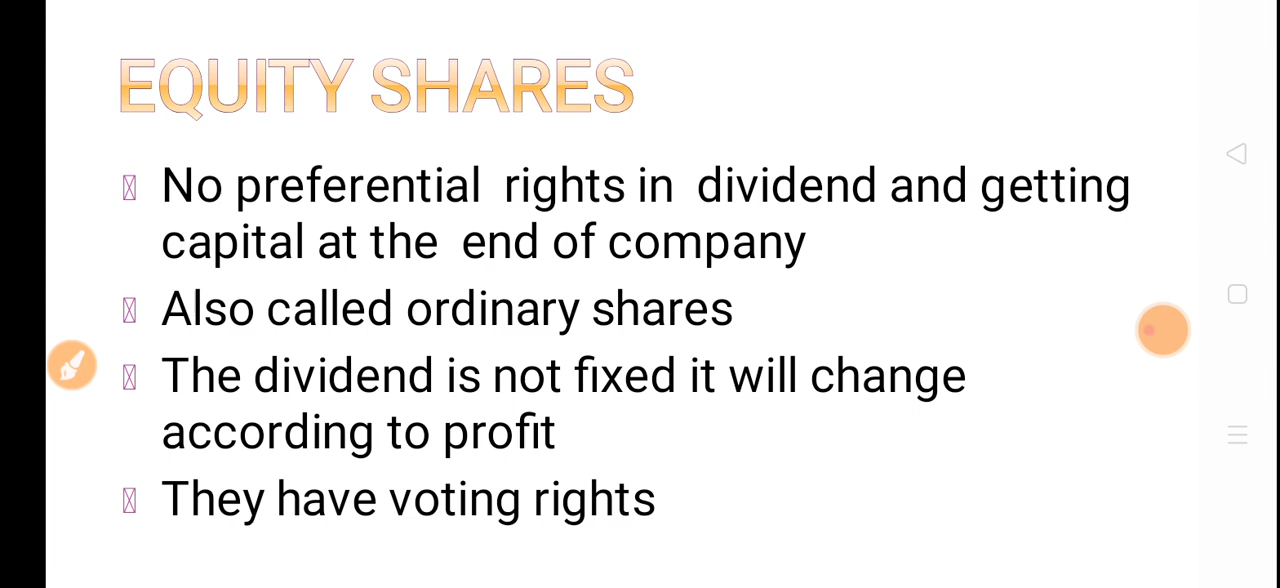 EQUITY SHARES
No preferential rights in dividend and getting
capital at the end of company
Also called ordinary shares
The dividend is not fixed it will change
according to profit
They have voting rights